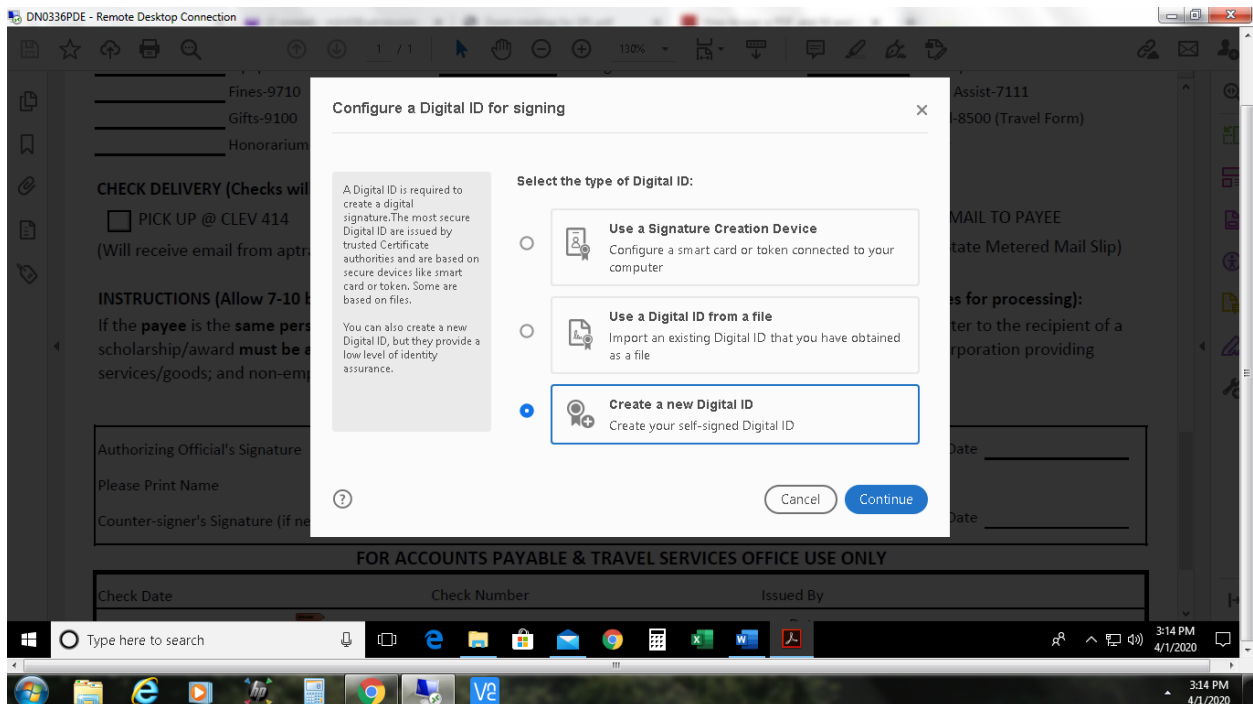 DN0336PDE - Remote Desktop Connection
1 / 1
130%
Fines-9710
Gifts-9100
Honorarium
Assist-7111
-8500 (Travel Form)
CHECK DELIVERY (Checks wil
PICK UP @ CLEV 414
MAIL TO PAYEE
(Will receive email from aptra
tate Metered Mail Slip)
INSTRUCTIONS (Allow 7-10 b
es for processing):
If the payee is the same pers
ter to the recipient of a
scholarship/award must be a
rporation providing
services/goods; and non-emp
Configure a Digital ID for signing
A Digital ID is required to
create a digital
signature.The most secure
Digital ID are issued by
trusted Certificate
authorities and are based on
secure devices like smart
card or token. Some are
based on files.
You can also create a new
Digital ID, but they provide a
low level of identity
assurance.
Select the type of Digital ID:
Use a Signature Creation Device
Configure a smart card or token connected to your
computer
Use a Digital ID from a file
Import an existing Digital ID that you have obtained
as a file
Create a new Digital ID
Create your self-signed Digital ID
Cancel
Continue
Authorizing Official's Signature
Date
Please Print Name
Counter-signer's Signature (if ne
Date
FOR ACCOUNTS PAYABLE & TRAVEL SERVICES OFFICE USE ONLY
Check Date
Check Number
Issued By
Type here to search
3:14 PM
4/1/2020
3:14 PM
4/1/2020